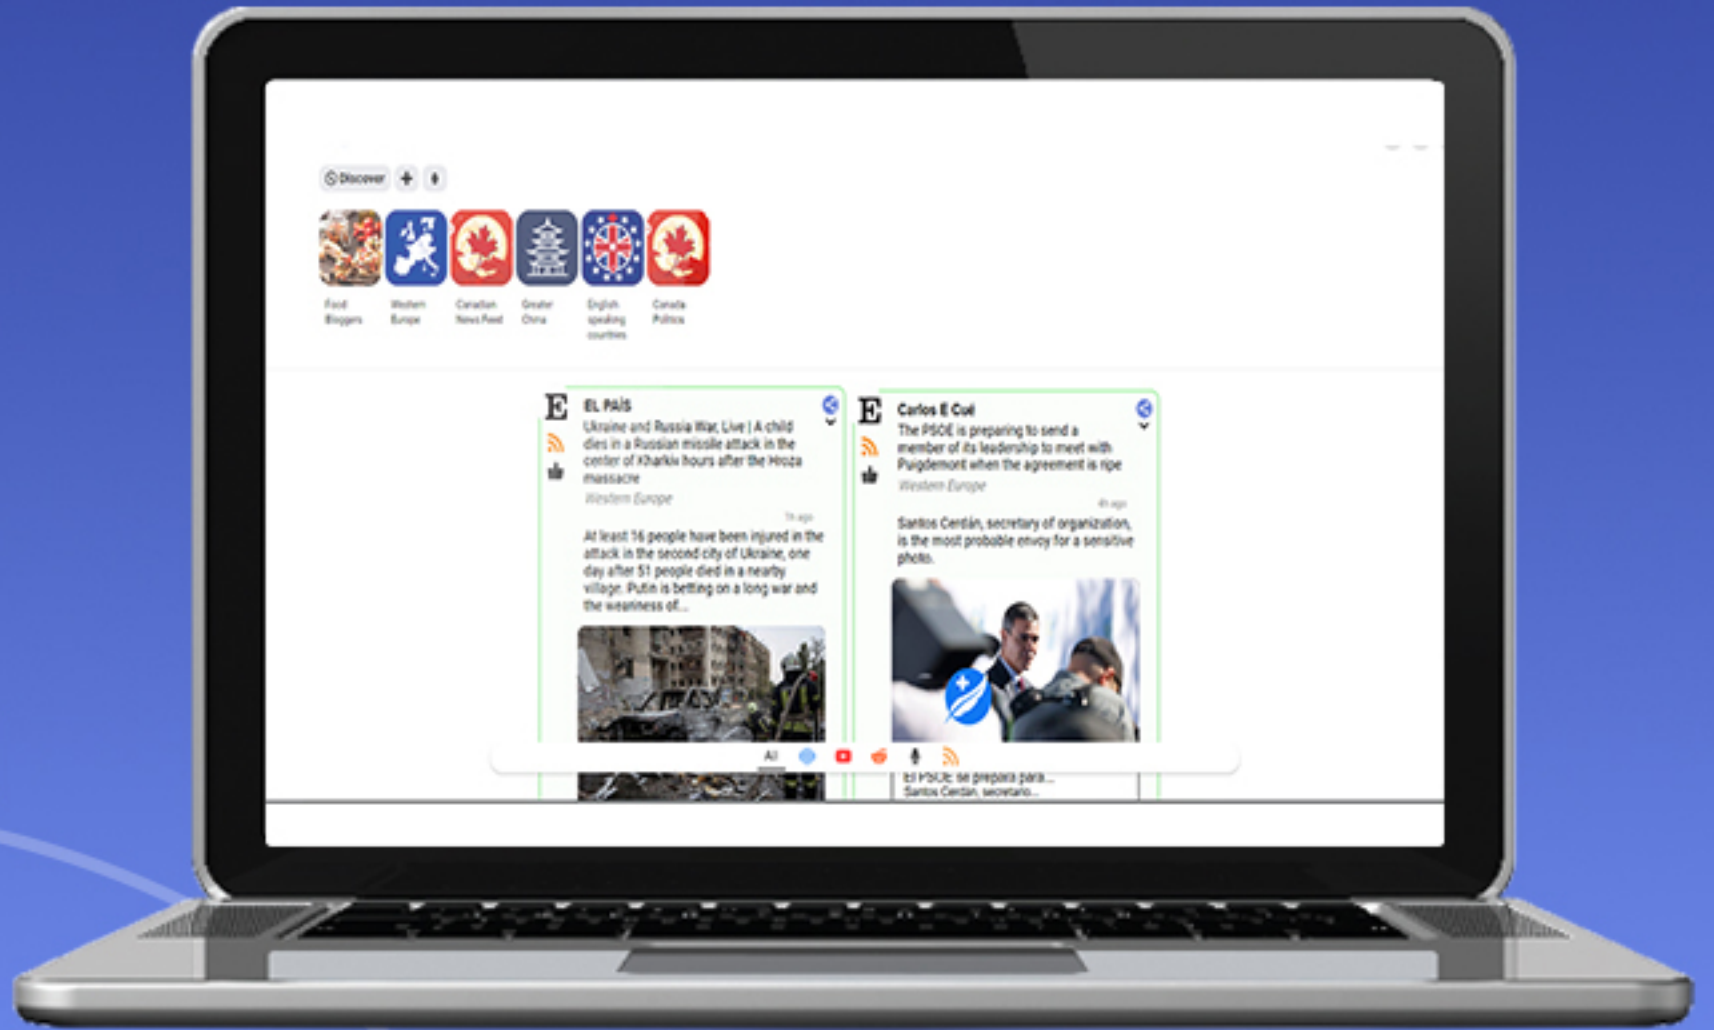 Discover
Food
Bloggers
Western
Europe
Canadian
News Feed
Greater
China
English
speaking
countries
Canada
Politics
E
EL PAÍS
Ukraine and Russia War, Live | A child
dies in a Russian missile attack in the
center of Kharkiv hours after the Hroza
massacre
Western Europe
1h ago
At least 16 people have been injured in the
attack in the second city of Ukraine, one
day after 51 people died in a nearby
village. Putin is betting on a long war and
the weariness of...
E
Carlos E Cué
The PSOE is preparing to send a
member of its leadership to meet with
Puigdemont when the agreement is ripe
Western Europe
4h ago
Santos Cerdán, secretary of organization,
is the most probable envoy for a sensitive
photo.
All
El PSOE se prepara para...
Santos Cerdán, secretario...